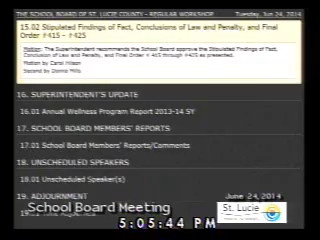 THE SCHOOL BOARD OF ST. LUCIE COUNTY - REGULAR WORKSHOP Tuesday, Jun 24, 2014
15.02 Stipulated Findings of Fact, Conclusions of Law and Penalty, and Final
Order #415 - #425
Motion: The Superintendent recommends the School Board approve the Stipulated Findings of Fact,
Conclusion of Law and Penalty, and Final Order # 415 through #425 as presented.
Motion by Carol Hilson
Second by Donna Mills
16. SUPERINTENDENT'S UPDATE
16.01 Annual Wellness Program Report 2013-14 SY
17. SCHOOL BOARD MEMBERS' REPORTS
17.01 School Board Members' Reports/Comments
18. UNSCHEDULED SPEAKERS
18.01 Unscheduled Speaker(s)
19. ADJOURNMENT
June 24, 2014
School Board Meeting
St. Lucie
5:05:44 PM